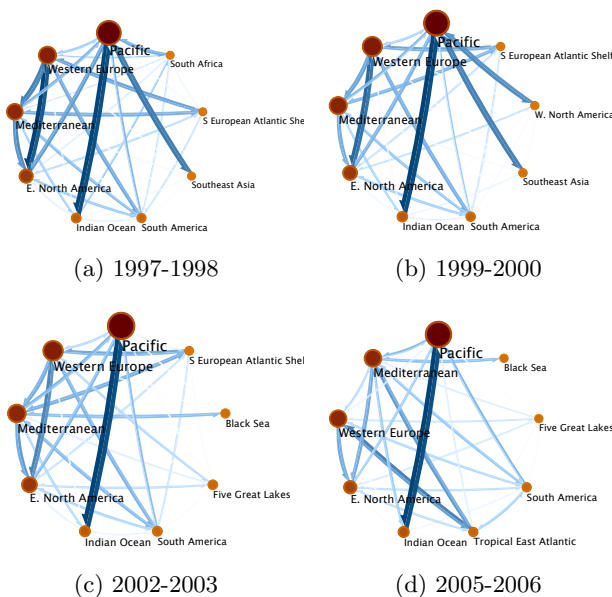 Pacific
Western Europe
South Africa
Mediterranean
S European Atlantic She
E. North America
Southeast Asia
Indian Ocean
South America
(a) 1997-1998
Pacific
Western Europe
S European Atlantic Shelf
Mediterranean
W. North America
E. North America
Southeast Asia
Indian Ocean
South America
(b) 1999-2000
Pacific
Western Europe
S European Atlantic Shelf
Mediterranean
Black Sea
E. North America
Five Great Lakes
Indian Ocean
South America
(c) 2002-2003
Pacific
Black Sea
Mediterranean
Western Europe
Five Great Lakes
E. North America
South America
Indian Ocean
Tropical East Atlantic
(d) 2005-2006